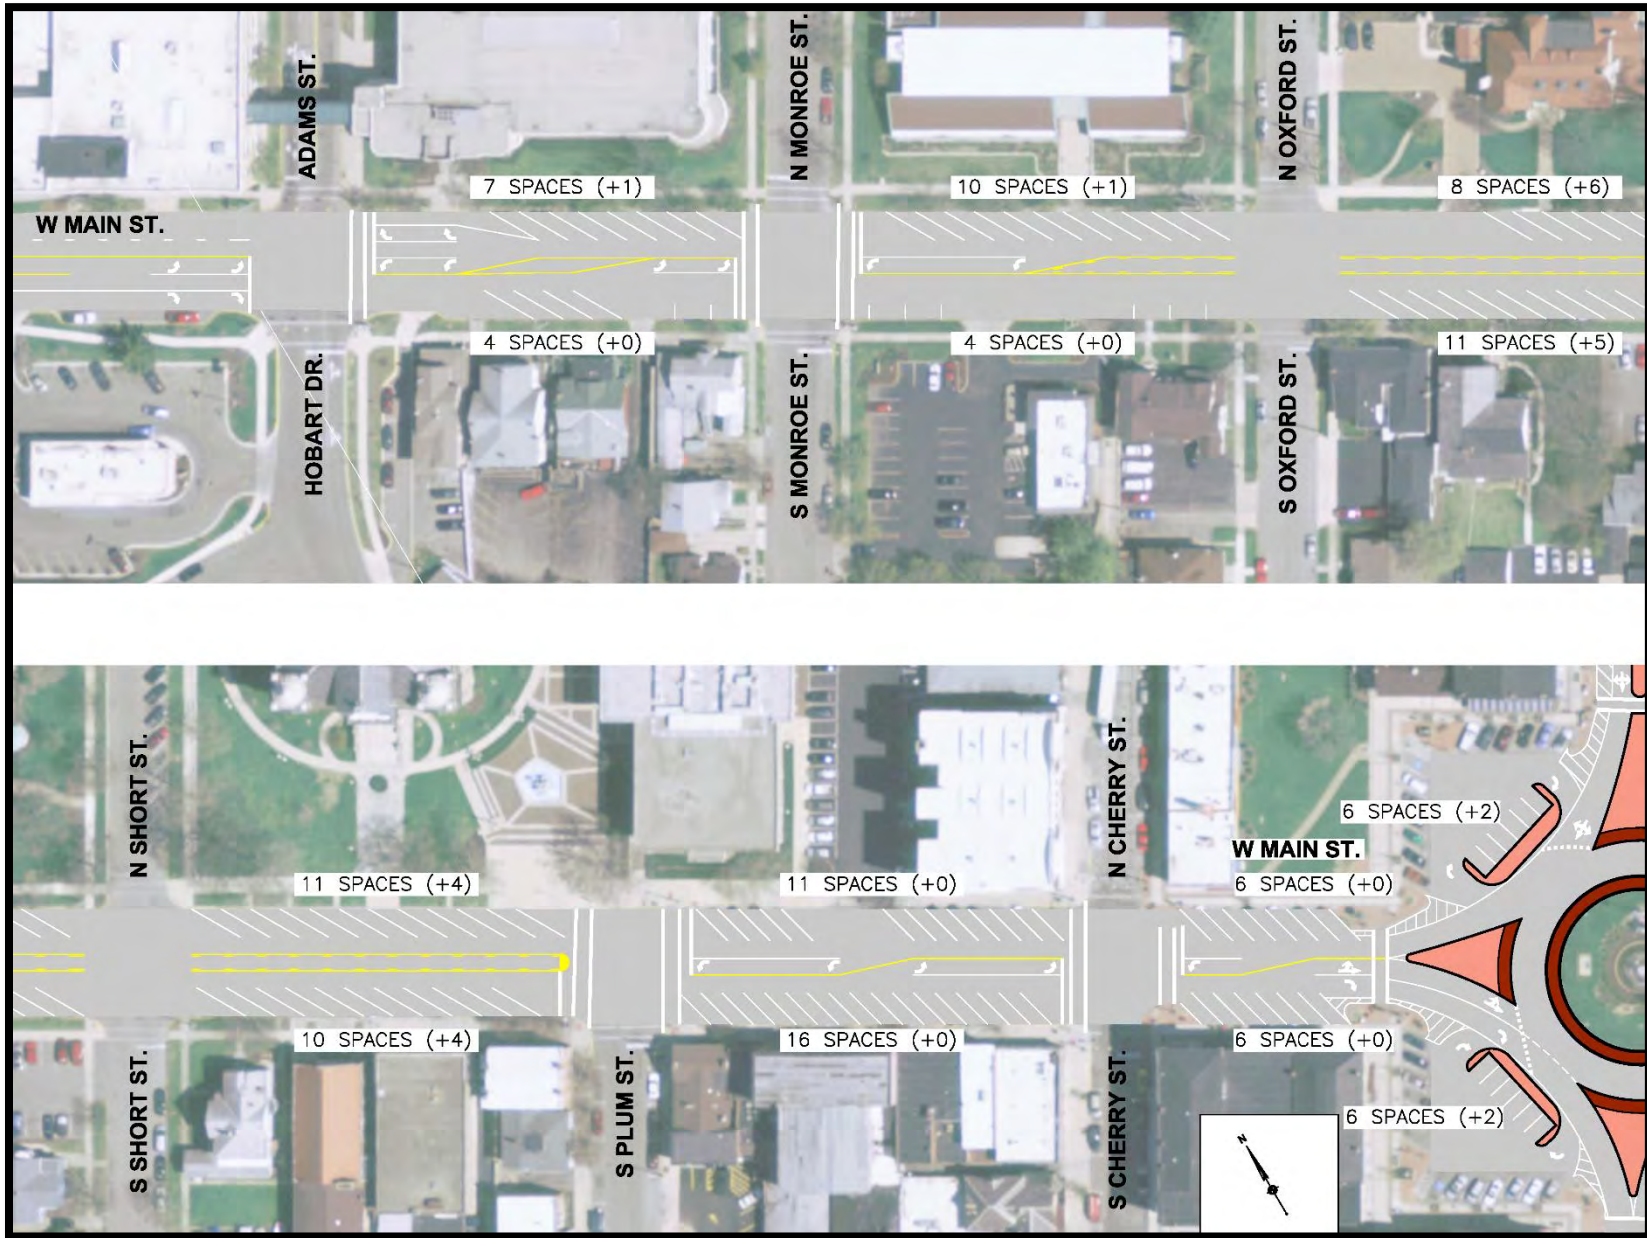 ADAMS ST.
N MONROE ST.
N OXFORD ST.
7 SPACES (+1)
10 SPACES (+1)
8 SPACES (+6)
W MAIN ST.
4 SPACES (+0)
4 SPACES (+0)
11 SPACES (+5)
HOBART DR.
S MONROE ST.
S OXFORD ST.
N SHORT ST.
N CHERRY ST.
6 SPACES (+2)
W MAIN ST.
11 SPACES (+4)
11 SPACES (+0)
6 SPACES (+0)
10 SPACES (+4)
16 SPACES (+0)
6 SPACES (+0)
S SHORT ST.
S PLUM ST.
S CHERRY ST.
6 SPACES (+2)
N